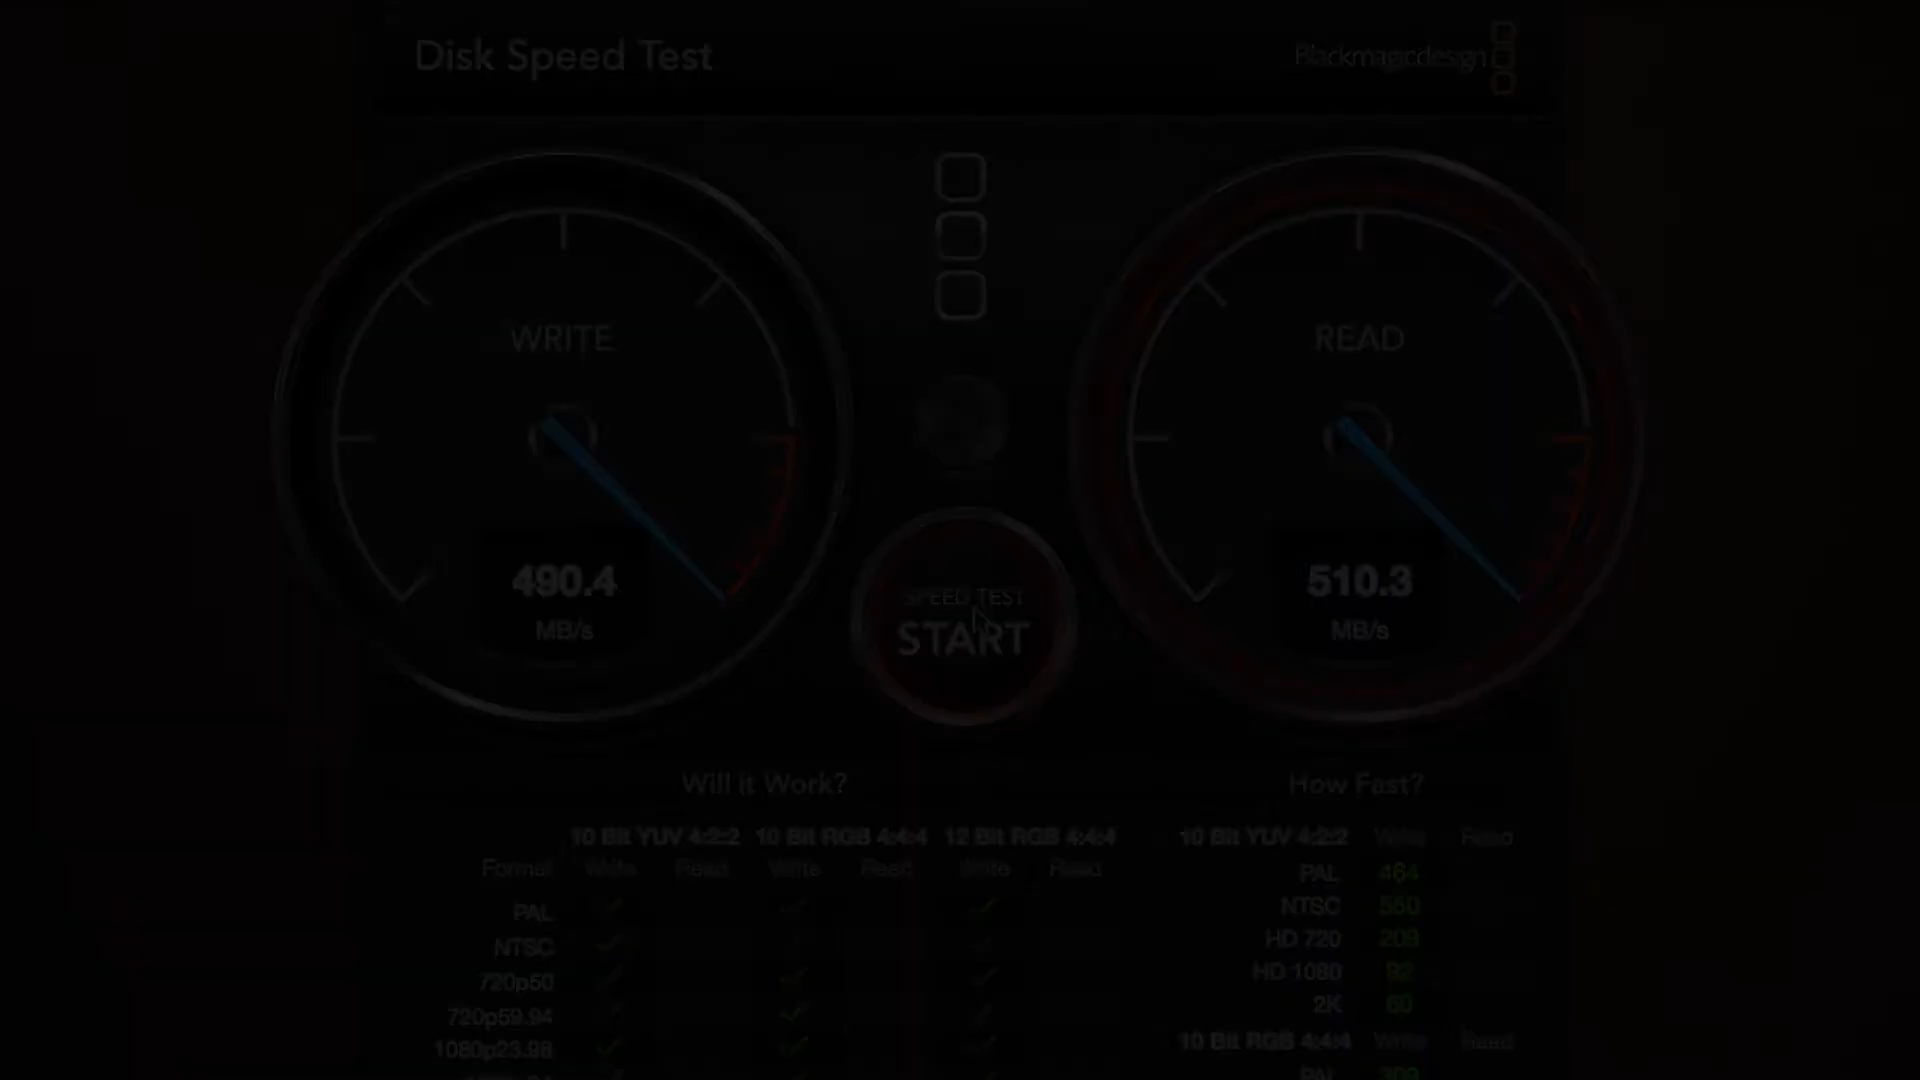 Disk Speed Test
Blackmagicdesign
WRITE
490.4
MB/s
SPEED TEST
START
READ
510.3
MB/s
Will it Work?
10 Bit YUV 4:2:2 10 Bit RGB 4:4:4 12 Bit RGB 4:4:4
Format Write Read Write Read Write Read
PAL
NTSC
720p50
720p59.94
1080p23.98
How Fast?
10 Bit YUV 4:2:2 Write Read
PAL 464
NTSC 550
HD 720 209
HD 1080 92
2K 60
10 Bit RGB 4:4:4 Write Read
PAL 309